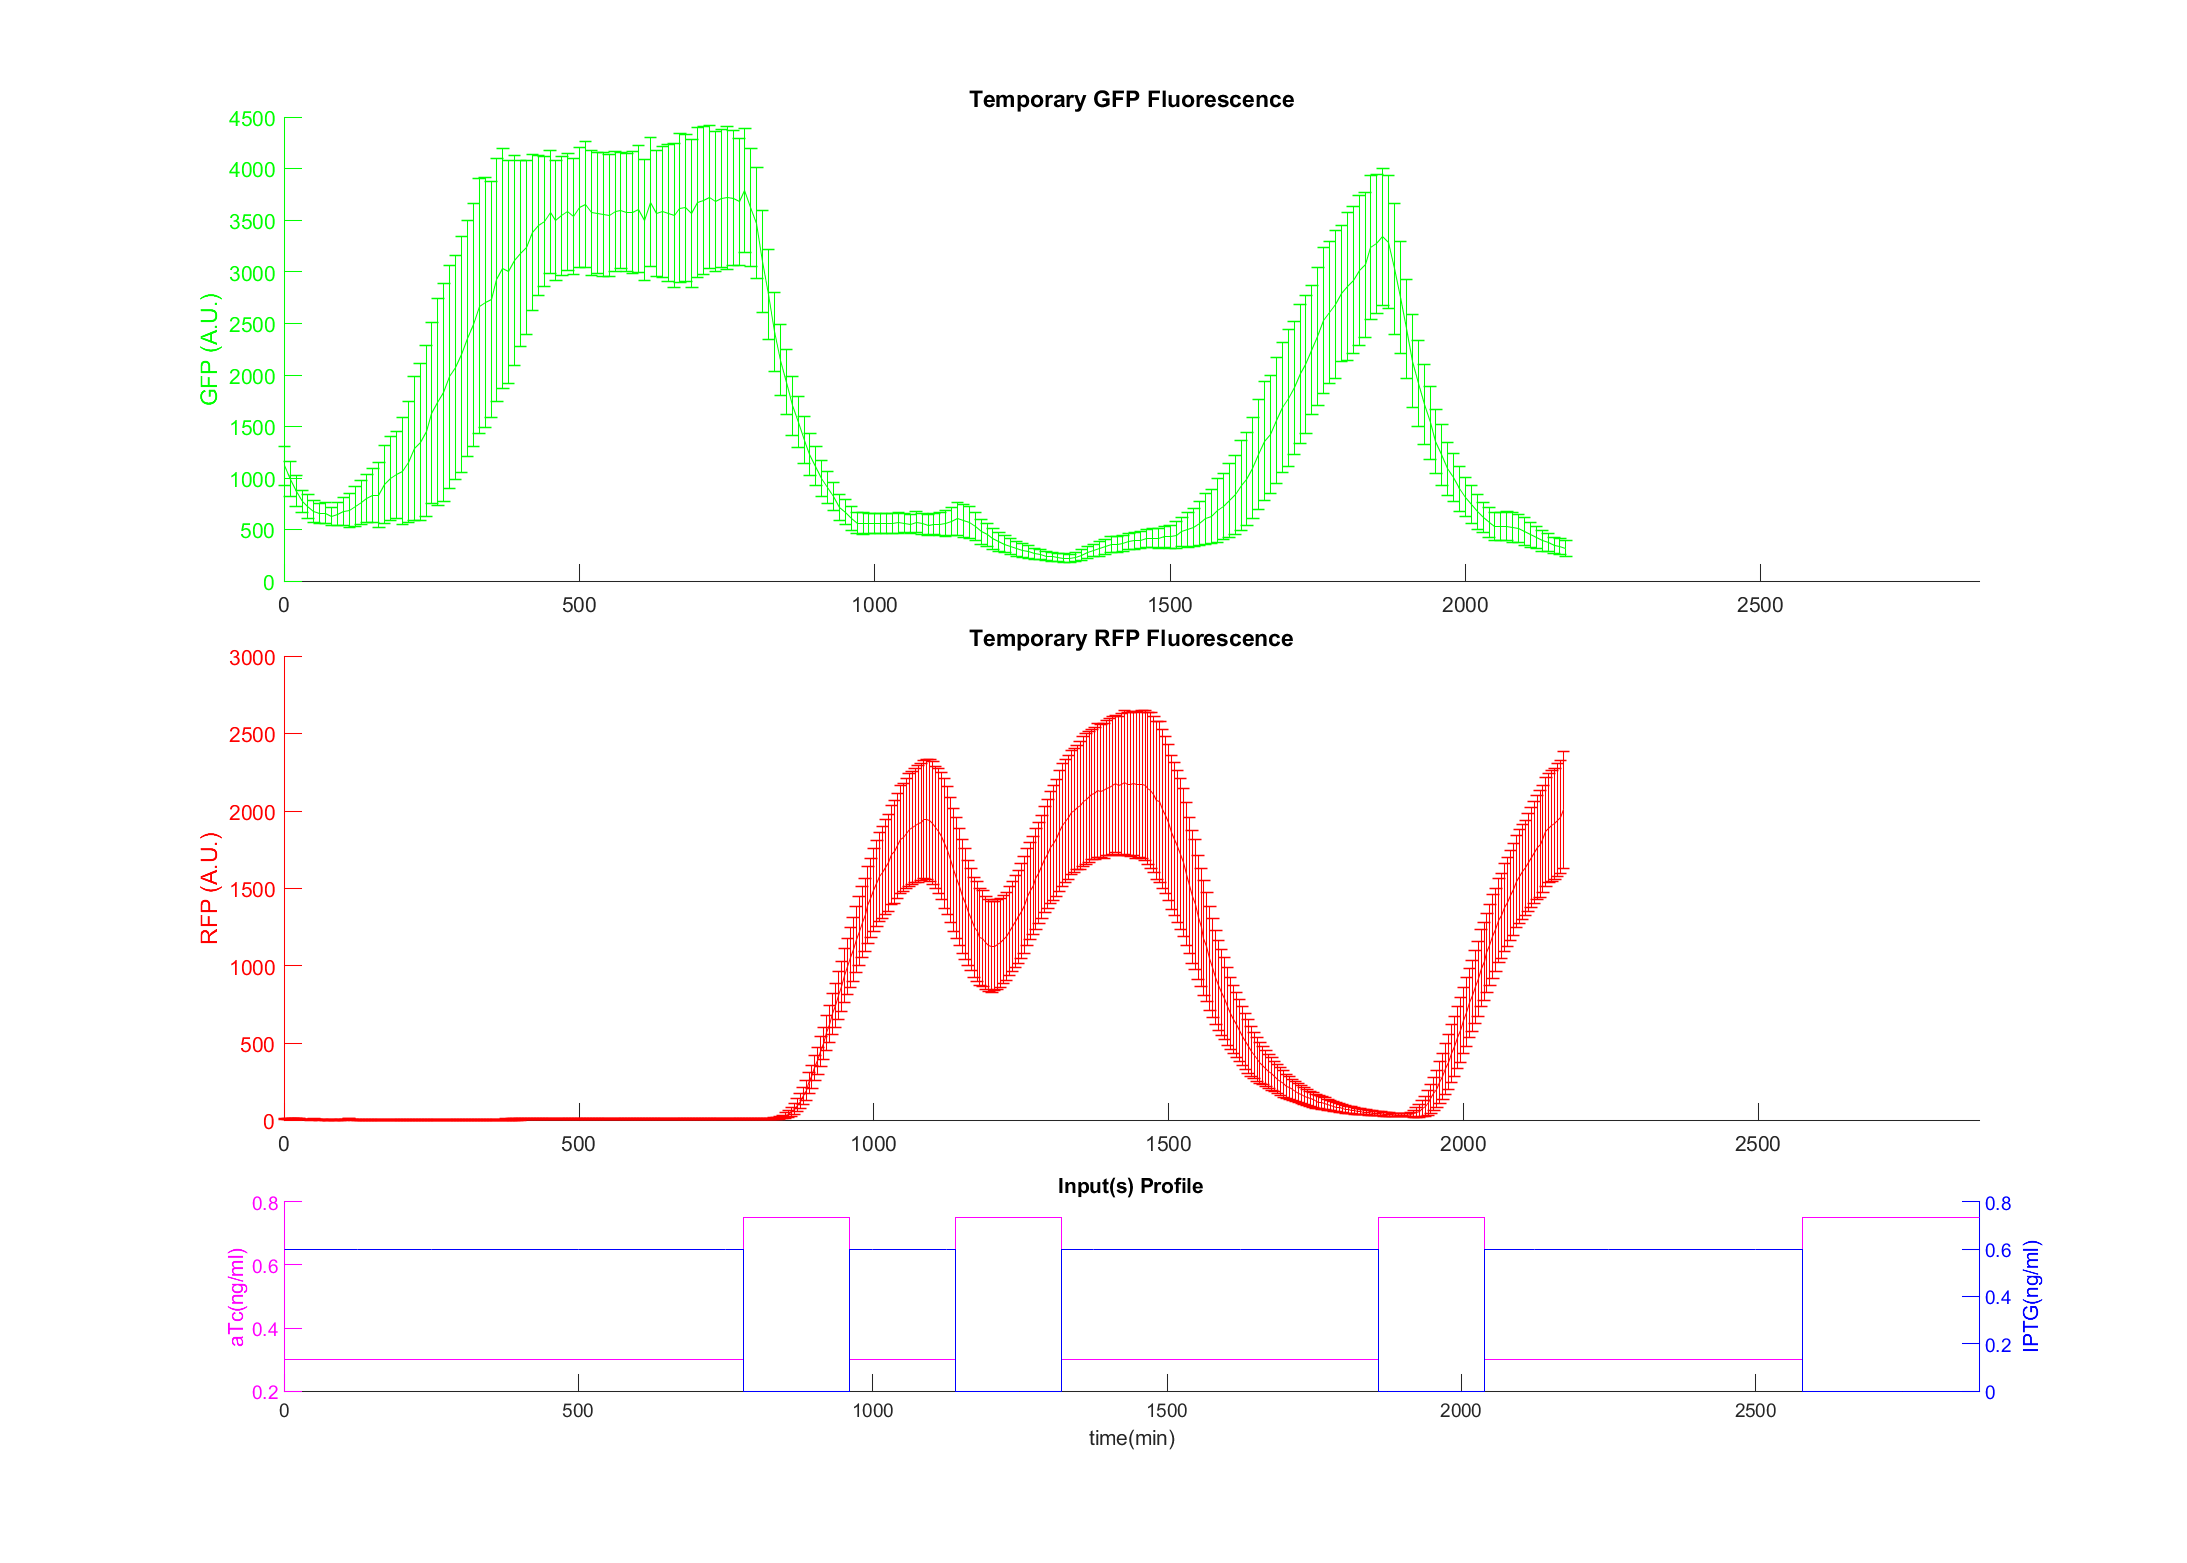 Temporary GFP Fluorescence
4500
4000
3500
3000
2500
2000
1500
1000
500
0
GFP (A.U.)
0 500 1000 1500 2000 2500
Temporary RFP Fluorescence
3000
2500
2000
1500
1000
500
0
RFP (A.U.)
0 500 1000 1500 2000 2500
Input(s) Profile
0.8
0.6
0.4
0.2
aTc(ng/ml)
0.8
0.6
0.4
0.2
0
IPTG(ng/ml)
0 500 1000 1500 2000 2500
time(min)